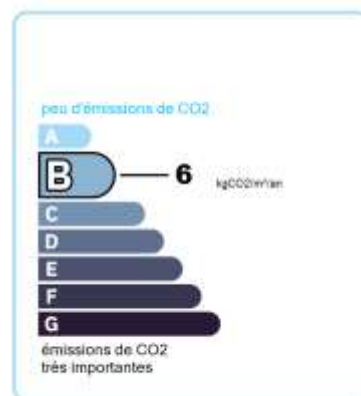 peu d'émissions de CO2
A
B 6 kgCO2/m²/an
C
D
E
F
G
émissions de CO2
très importantes